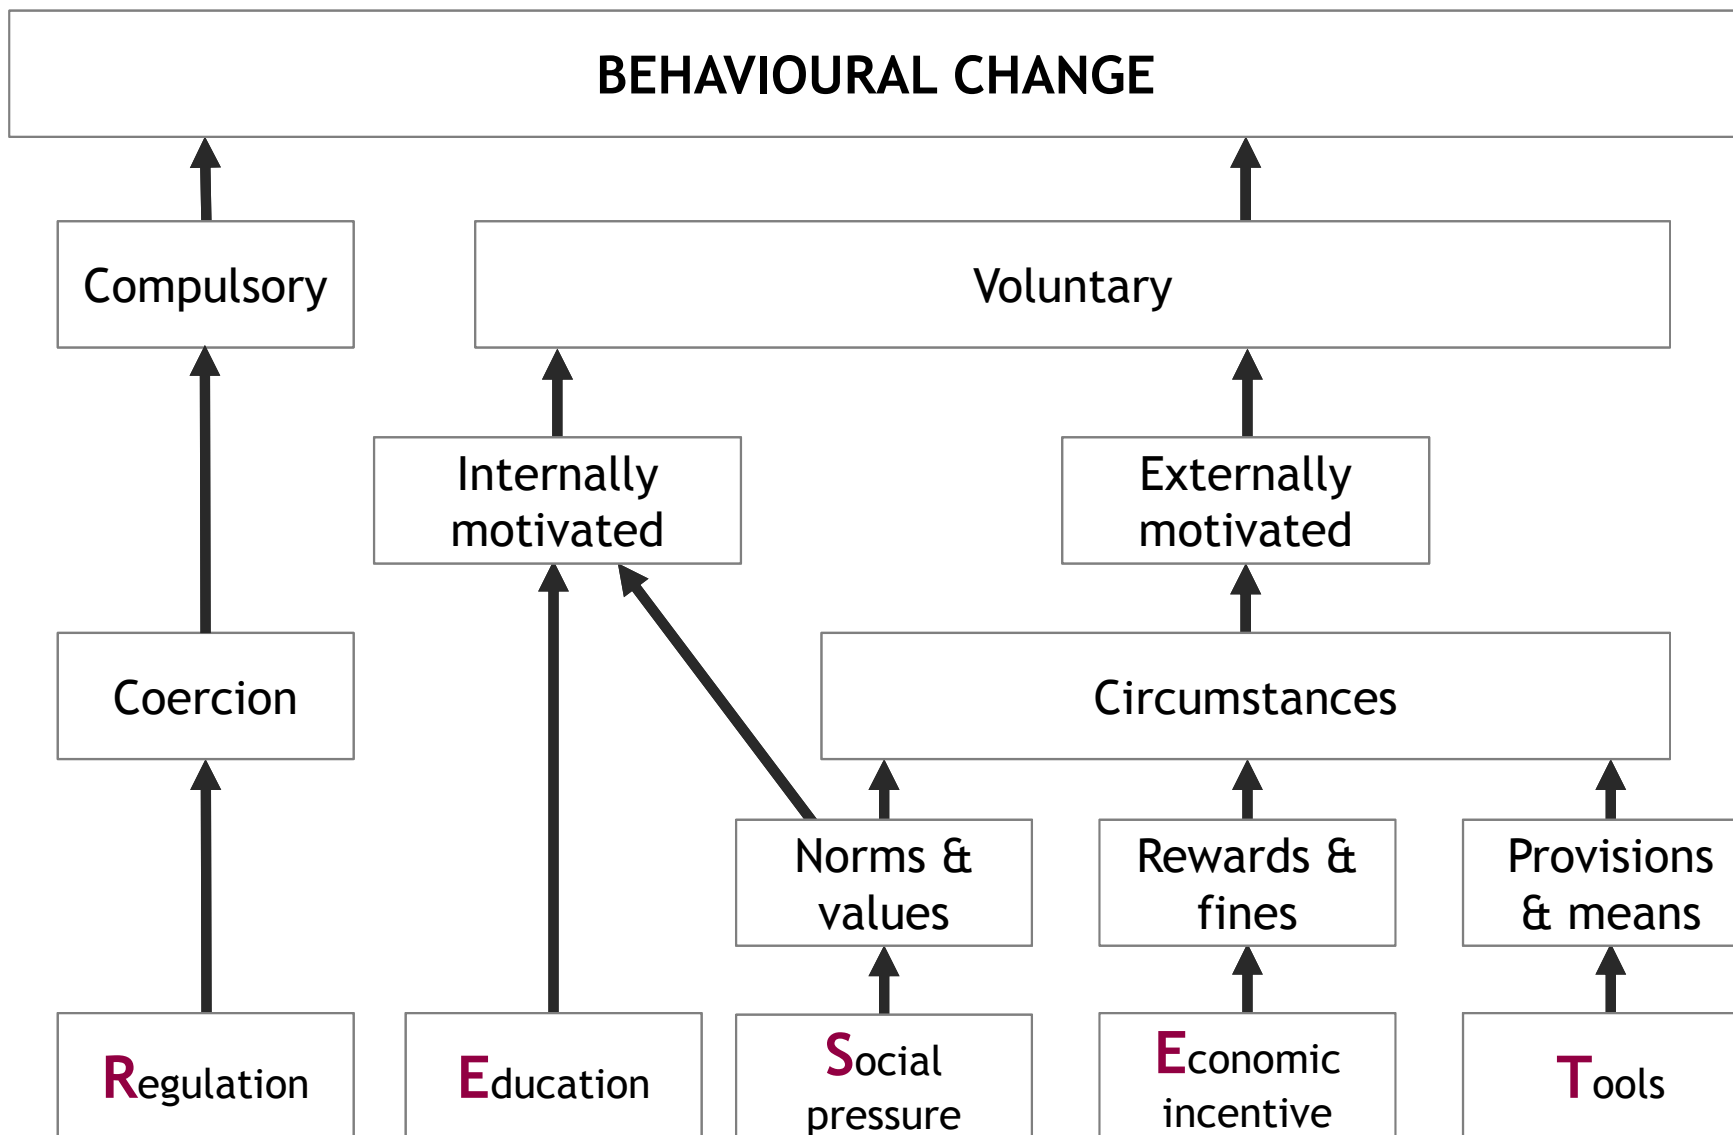 BEHAVIOURAL CHANGE
Compulsory
Voluntary
Internally
motivated
Externally
motivated
Coercion
Circumstances
Norms &
values
Rewards &
fines
Provisions
& means
Regulation
Education
Social
pressure
Economic
incentive
Tools